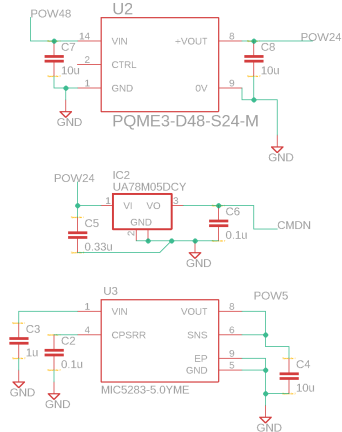 U2
POW48
14 VIN +VOUT 8 POW24
C7
10u
2 CTRL
C8
10u
1 GND 0V 9
GND
PQME3-D48-S24-M
GND
POW24 IC2
UA78M05DCY
1 VI VO 3
GND
2
C5
0.33u
C6
0.1u
CMDN
GND
U3
POW5
1 VIN VOUT 8
4 CPSRR SNS 6
C3
1u
C2
0.1u
EP 9
GND 5
C4
10u
MIC5283-5.0YME
GND
GND
GND